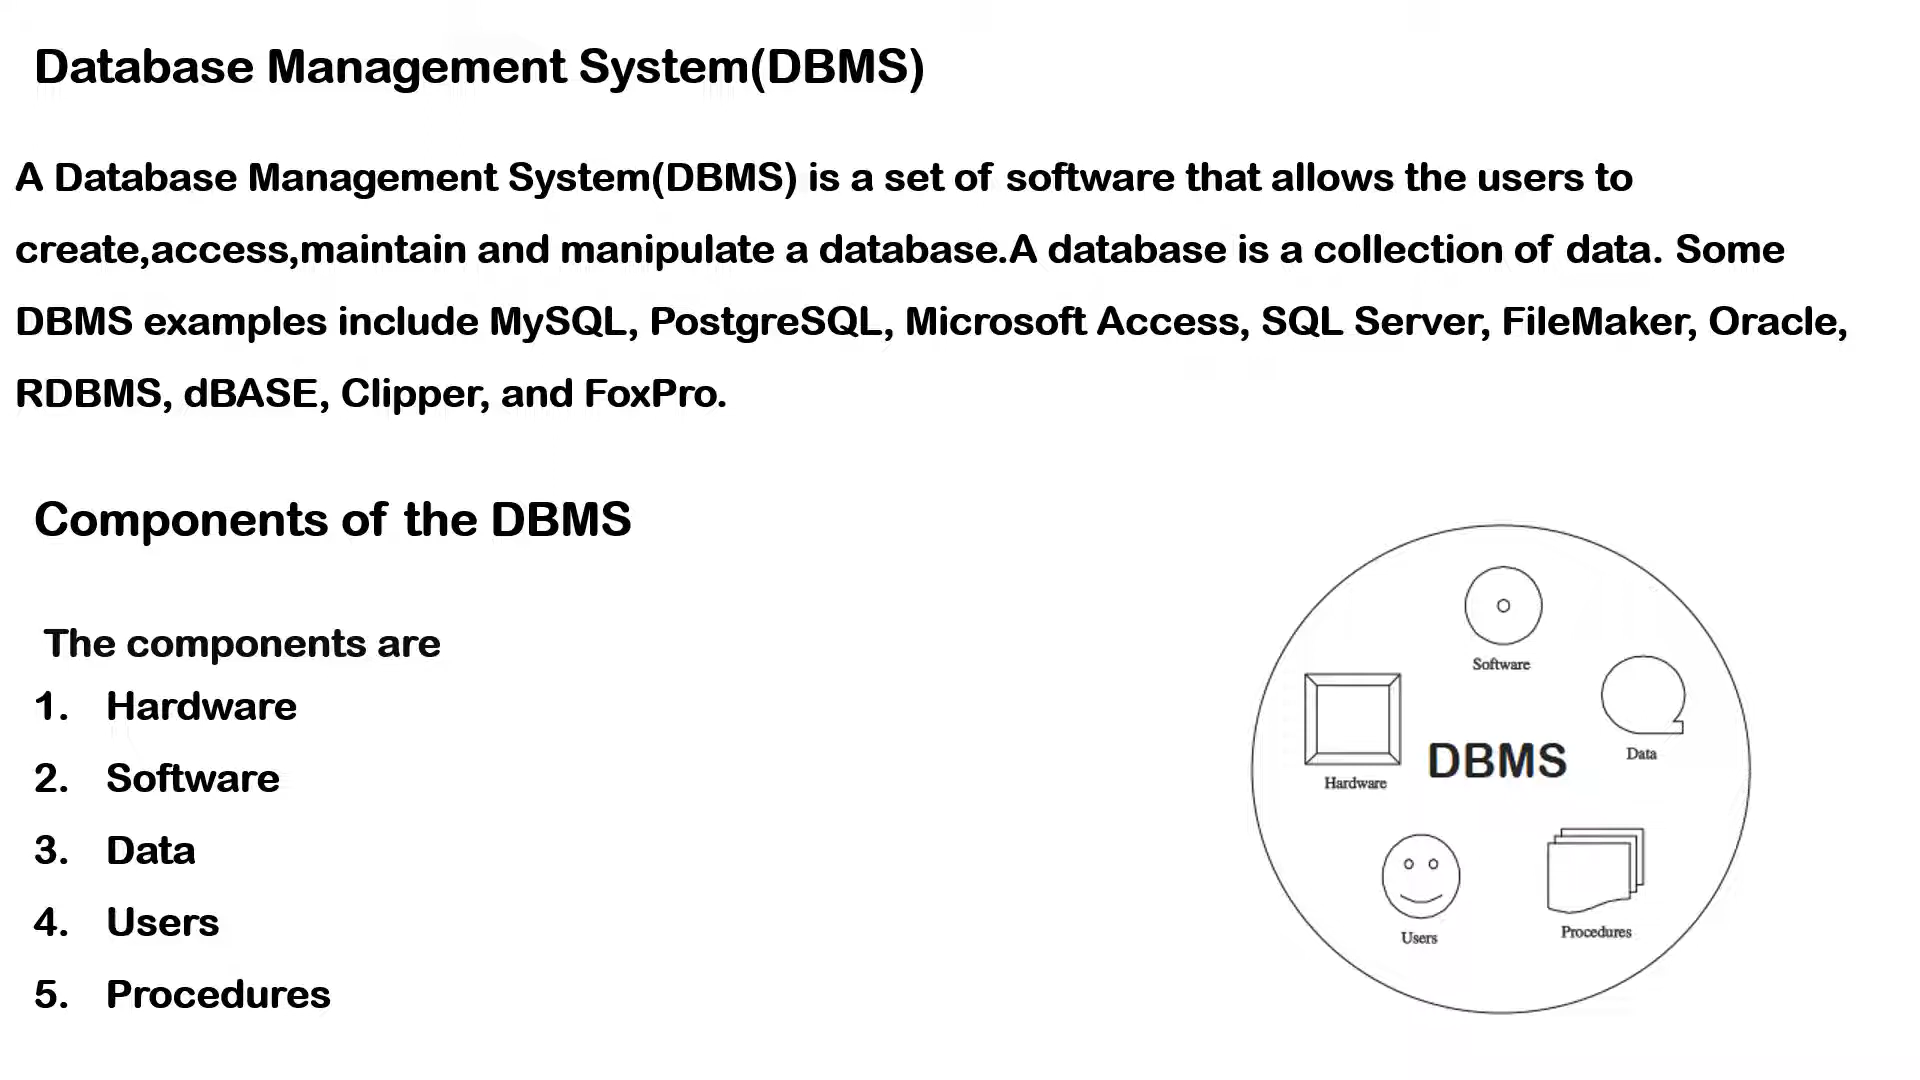 Database Management System(DBMS)
A Database Management System(DBMS) is a set of software that allows the users to
create,access,maintain and manipulate a database.A database is a collection of data. Some
DBMS examples include MySQL, PostgreSQL, Microsoft Access, SQL Server, FileMaker, Oracle,
RDBMS, dBASE, Clipper, and FoxPro.
Components of the DBMS
The components are
1. Hardware
2. Software
3. Data
4. Users
5. Procedures
Software
Data
DBMS
Hardware
Users
Procedures